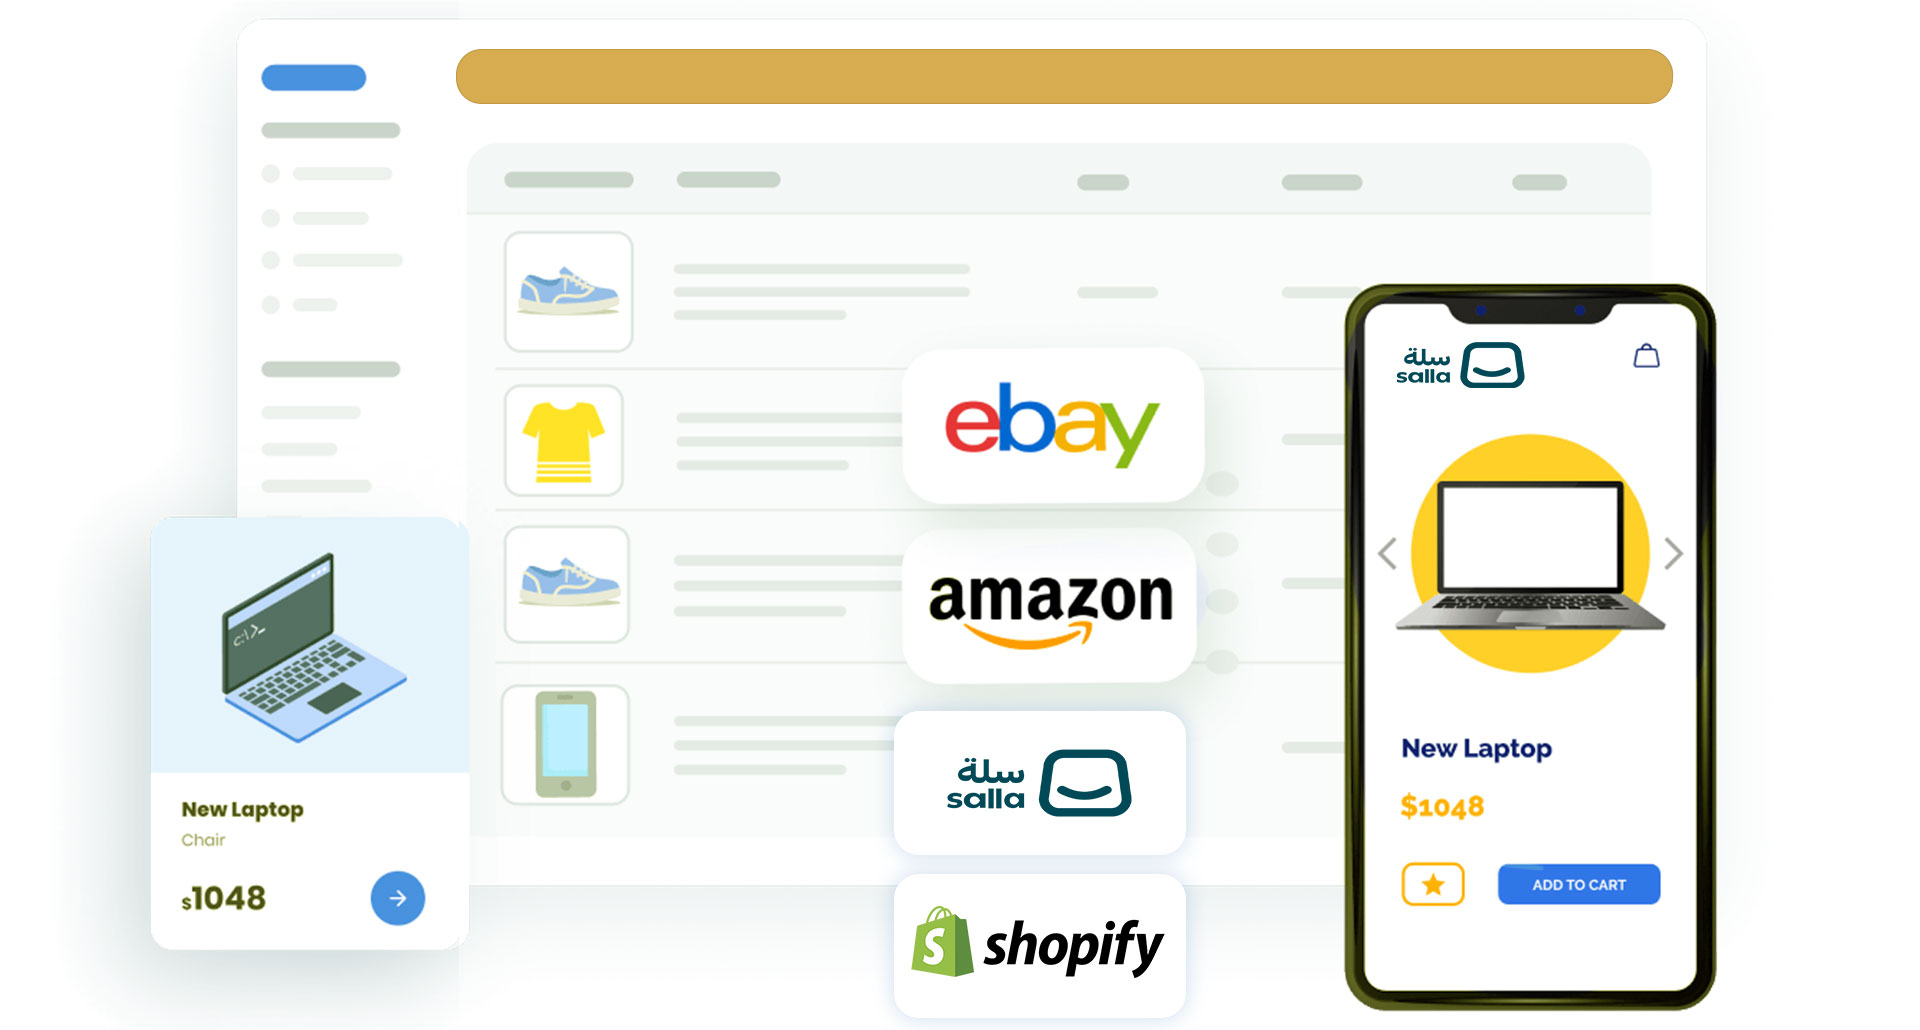 ebay
amazon
سلة
salla
shopify
c:\>_
New Laptop
Chair
$1048
سلة
salla
New Laptop
$1048
ADD TO CART